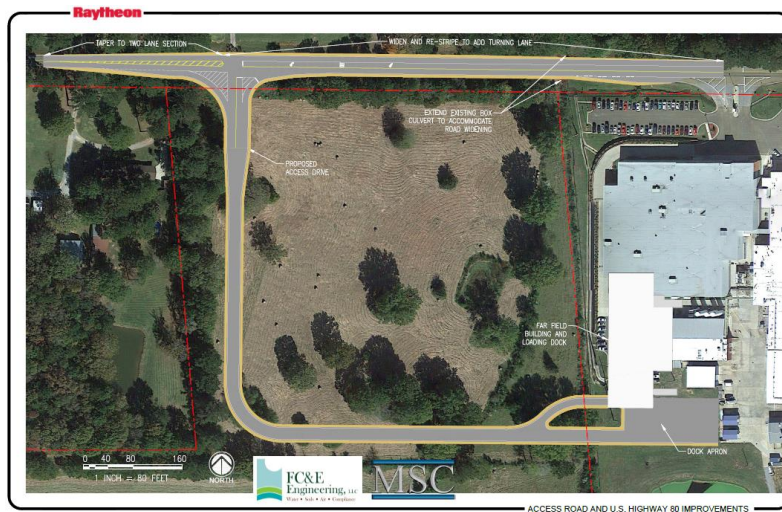 Raytheon
TAPER TO TWO LANE SECTION
WIDEN AND RE-STRIPE TO ADD TURNING LANE
EXTEND EXISTING BOX
CULVERT TO ACCOMMODATE
ROAD WIDENING
PROPOSED
ACCESS DRIVE
FAR FIELD
BUILDING AND
LOADING DOCK
DOCK APRON
0 40 80 160
1 INCH = 80 FEET
NORTH
FC&E
Engineering, LLC
Water • Soils • Air • Compliance
MSC
ACCESS ROAD AND U.S. HIGHWAY 80 IMPROVEMENTS